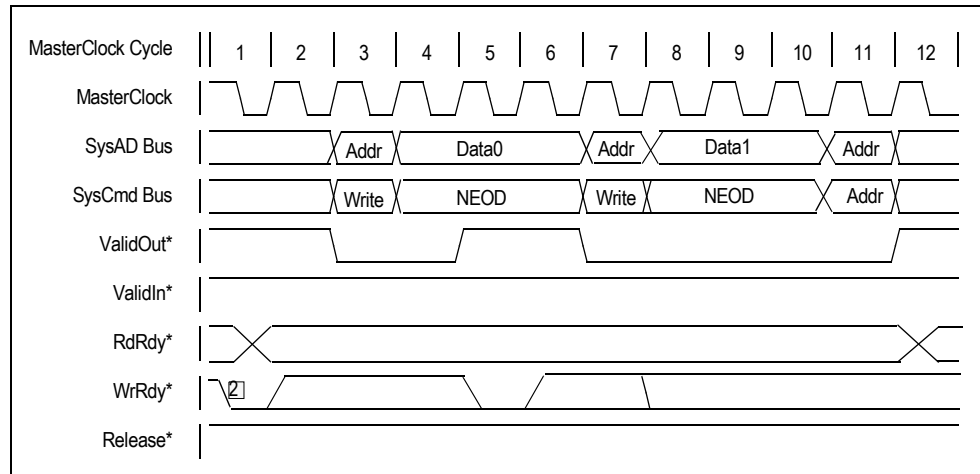 MasterClock Cycle 1 2 3 4 5 6 7 8 9 10 11 12
MasterClock
SysAD Bus Addr Data0 Addr Data1 Addr
SysCmd Bus Write NEOD Write NEOD Addr
ValidOut*
ValidIn*
RdRdy*
WrRdy* 2
Release*